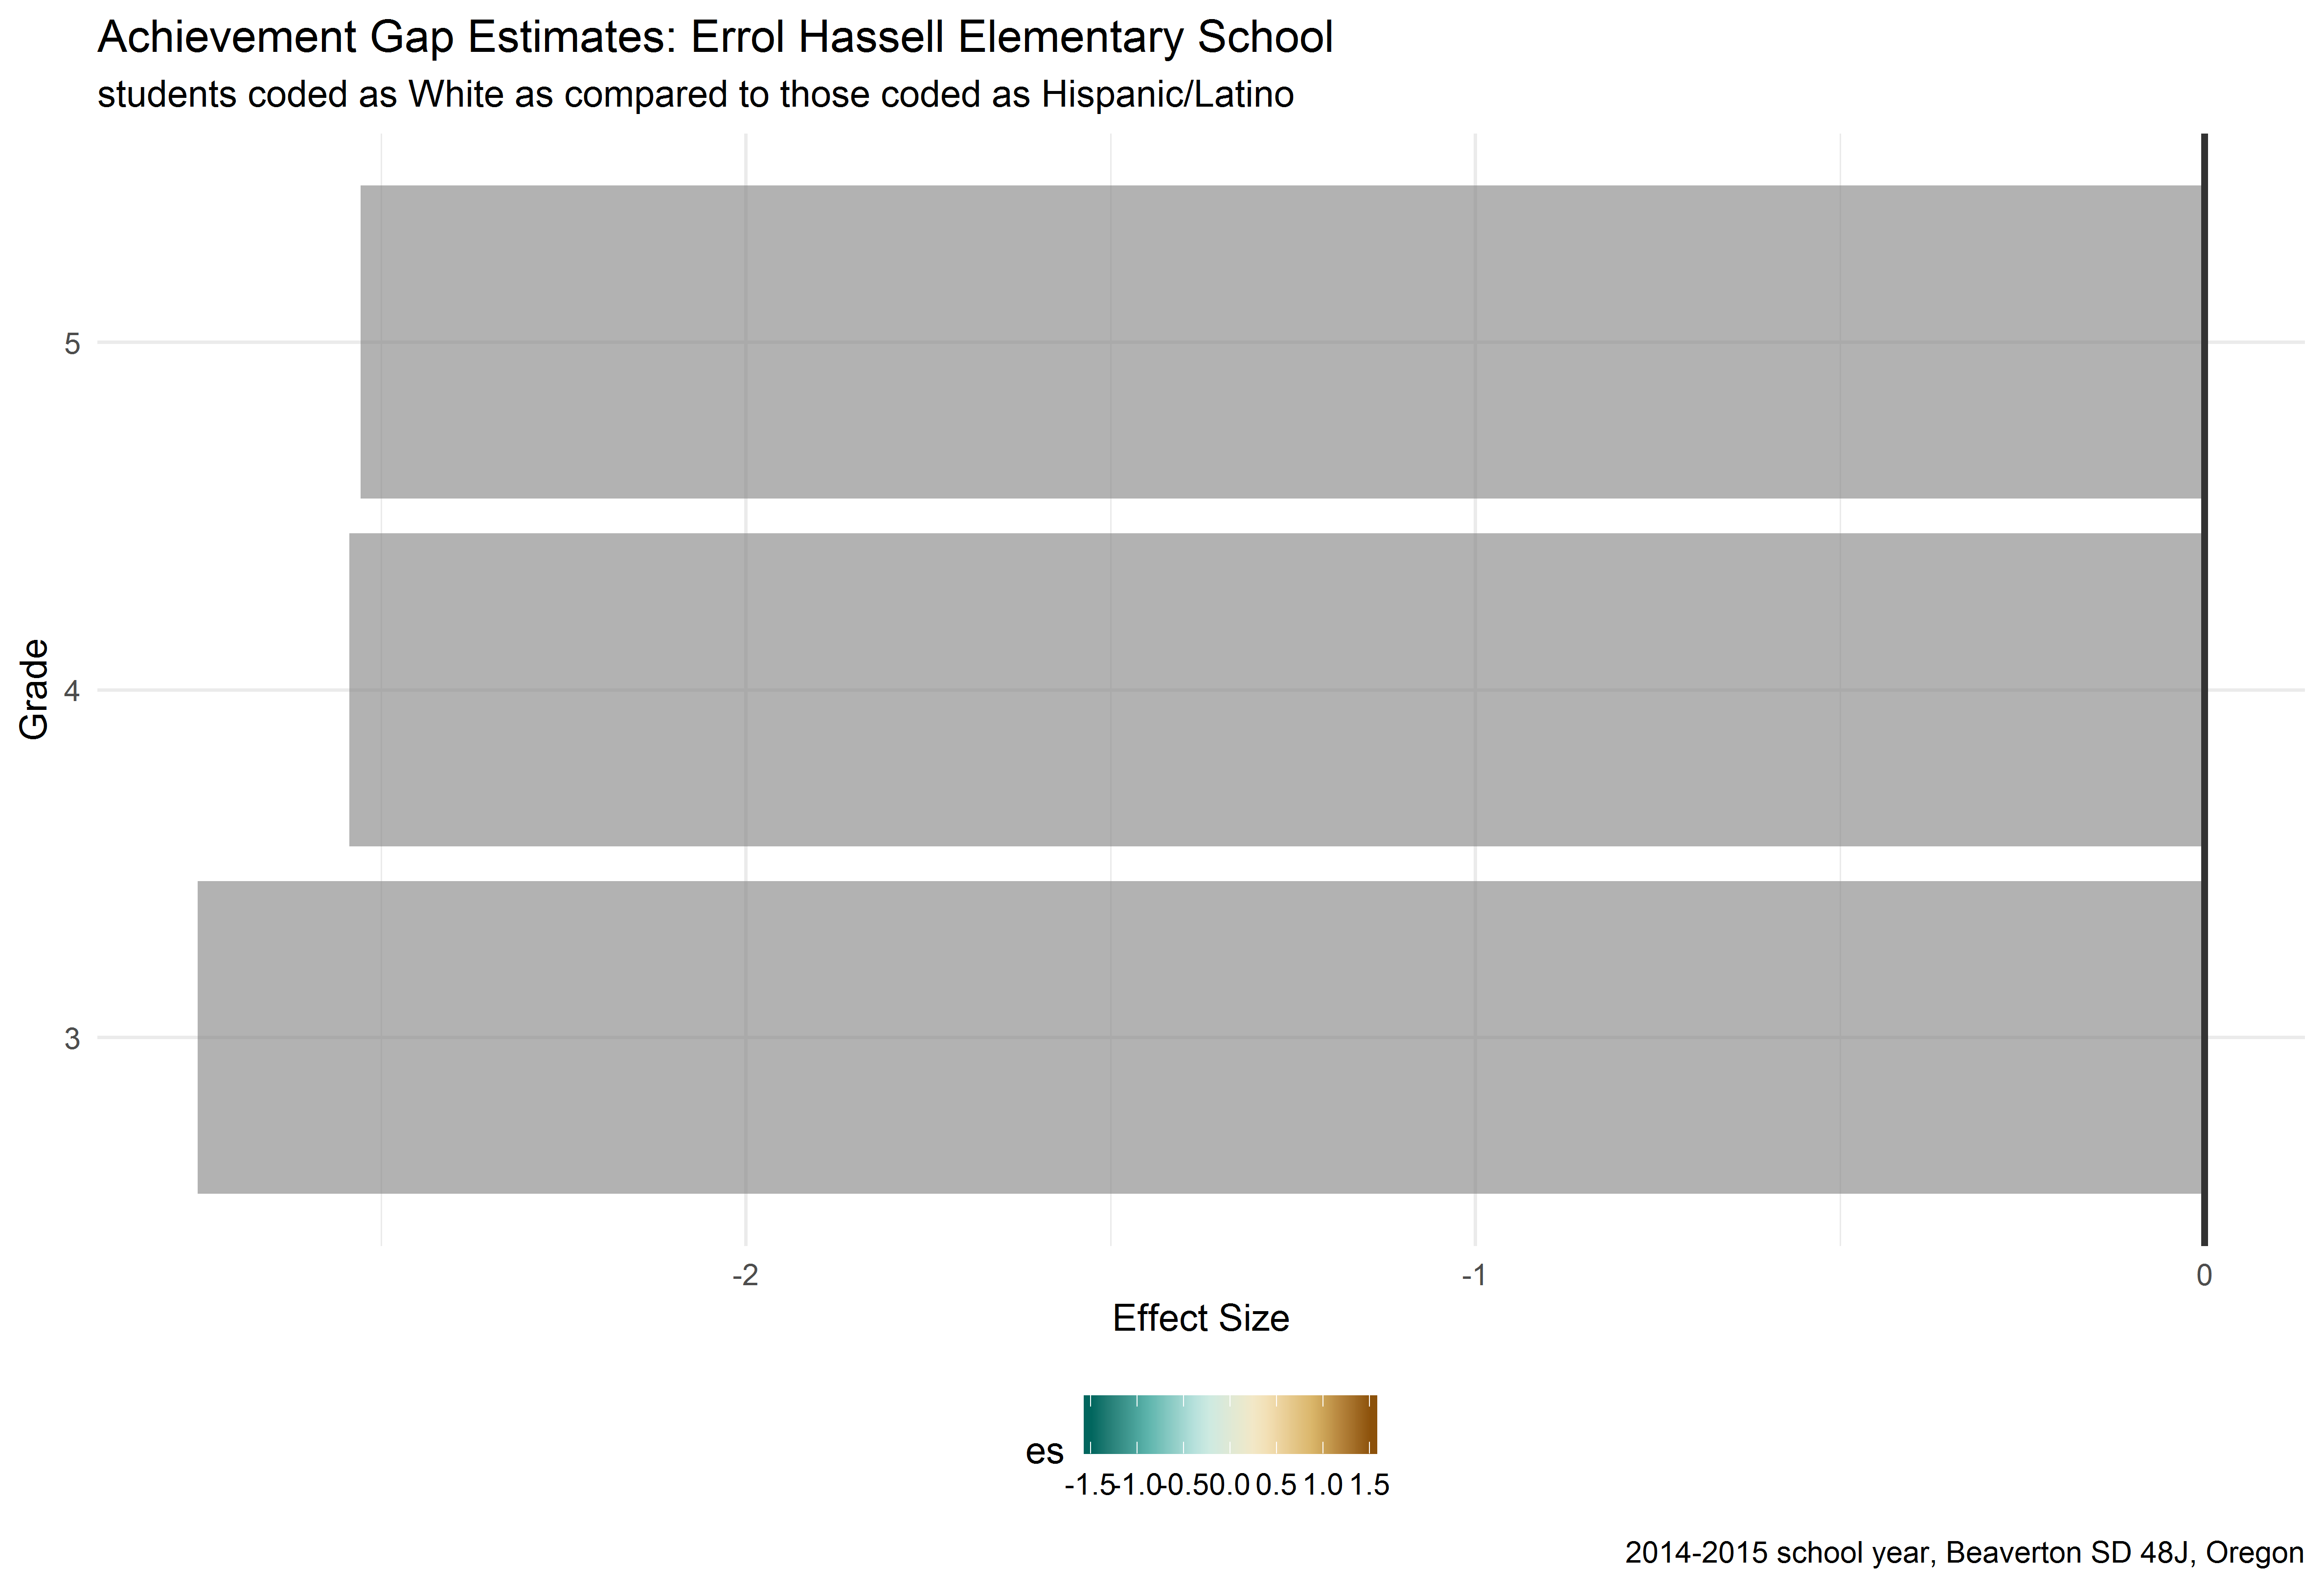 Achievement Gap Estimates: Errol Hassell Elementary School
students coded as White as compared to those coded as Hispanic/Latino
5
4
3
Grade
-2 -1 0
Effect Size
es
-1.5 -1.0 -0.5 0.0 0.5 1.0 1.5
2014-2015 school year, Beaverton SD 48J, Oregon